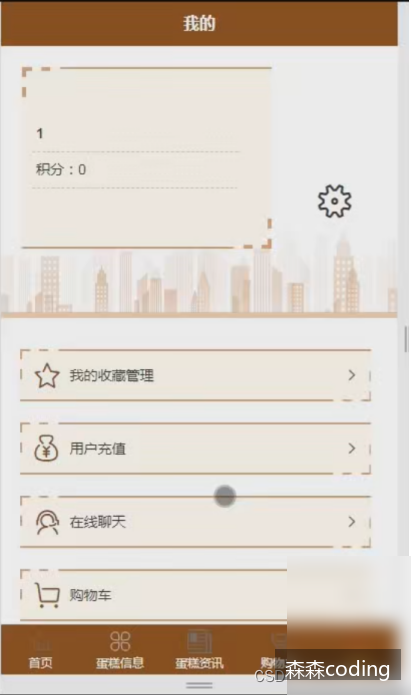 我的
1
积分：0
我的收藏管理
用户充值
在线聊天
购物车
首页 蛋糕信息 蛋糕资讯 购物
CSD
森森coding